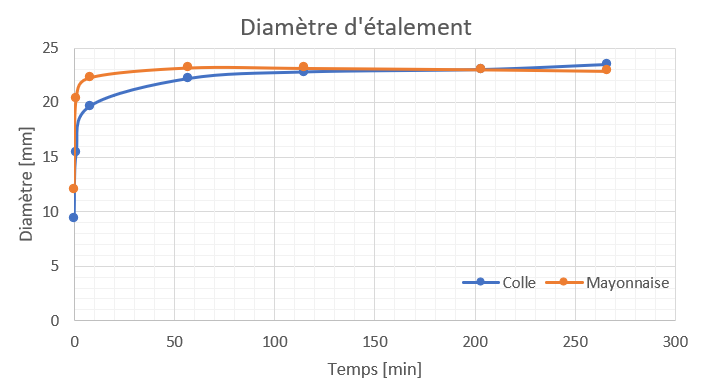 Diamètre d'étalement
25
20
15
10
5
0
Diamètre [mm]
0 50 100 150 200 250 300
Temps [min]
Colle Mayonnaise